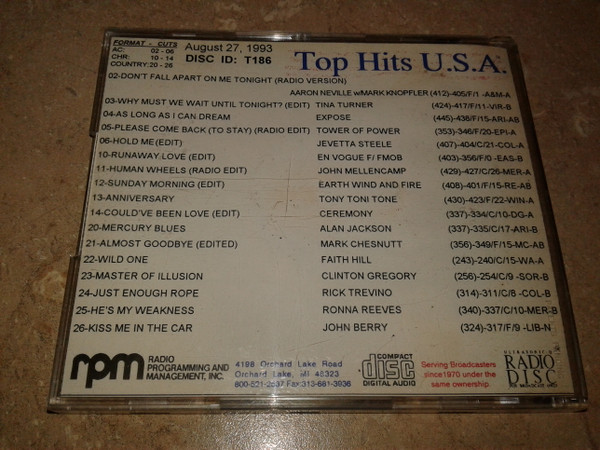 FORMAT - CUTS
AC: 02 - 06
CHR: 10 - 14
COUNTRY: 20 - 26
August 27, 1993
DISC ID: T186
Top Hits U.S.A.
02-DON'T FALL APART ON ME TONIGHT (RADIO VERSION)
AARON NEVILLE w/MARK KNOPFLER (412)-405/F/1 -A&M-A
03-WHY MUST WE WAIT UNTIL TONIGHT? (EDIT) TINA TURNER (424)-417/F/11-VIR-B
04-AS LONG AS I CAN DREAM EXPOSE (445)-438/F/15-ARI-AB
05-PLEASE COME BACK (TO STAY) (RADIO EDIT) TOWER OF POWER (353)-346/F/20-EPI-A
06-HOLD ME(EDIT) JEVETTA STEELE (407)-404/C/21-COL-A
10-RUNAWAY LOVE (EDIT) EN VOGUE F/ FMOB (403)-356/F/0 -EAS-B
11-HUMAN WHEELS (RADIO EDIT JOHN MELLENCAMP (429)-427/C/26-MER-A
12-SUNDAY MORNING (EDIT) EARTH WIND AND FIRE (408)-401/F/15-RE-AB
13-ANNIVERSARY TONY TONI TONE (430)-423/F/22-WIN-A
14-COULD'VE BEEN LOVE (EDIT) CEREMONY (337)-334/C/10-DG-A
20-MERCURY BLUES ALAN JACKSON (337)-335/C/17-ARI-B
21-ALMOST GOODBYE (EDITED) MARK CHESNUTT (356)-349/F/15-MC-AB
22-WILD ONE FAITH HILL (243)-240/C/15-WA-A
23-MASTER OF ILLUSION CLINTON GREGORY (256)-254/C/9 -SOR-B
24-JUST ENOUGH ROPE RICK TREVINO (314)-311/C/8 -COL-B
25-HE'S MY WEAKNESS RONNA REEVES (340)-337/C/10-MER-B
26-KISS ME IN THE CAR JOHN BERRY (324)-317/F/9 -LIB-N
rpm
RADIO
PROGRAMMING AND
MANAGEMENT, INC.
4198 Orchard Lake Road
Orchard Lake, MI 48323
Fax:313-681-3936
COMPACT
disc
DIGITAL AUDIO
Serving Broadcasters
since1970 under the
same ownership.
RADIO
DISC